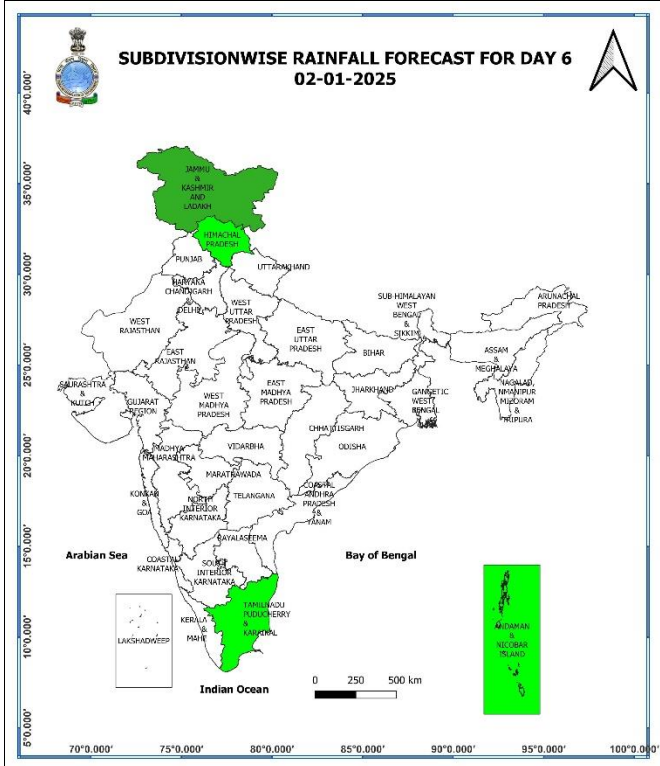 SUBDIVISIONWISE RAINFALL FORECAST FOR DAY 6
02-01-2025
40°0.000'
35°0.000'
30°0.000'
25°0.000'
20°0.000'
15°0.000'
10°0.000'
5°0.000'
JAMMU
&
KASHMIR
AND
LADAKH
HIMACHAL
PRADESH
PUNJAB
UTTARAKHAND
HARYANA
CHANDIGARH
&
DELHI
WEST
UTTAR
PRADESH
WEST
RAJASTHAN
EAST
RAJASTHAN
EAST
UTTAR
PRADESH
SUB HIMALAYAN
WEST
BENGAL
&
SIKKIM
ARUNACHAL
PRADESH
BIHAR
ASSAM
&
MEGHALAYA
NAGALAD,
NMANIPUR
MIZORAM
&
TRIPURA
SAURASHTRA
&
KUTCH
GUJARAT
REGION
WEST
MADHYA
PRADESH
EAST
MADHYA
PRADESH
JHARKHAND
GANGETIC
WEST
BENGAL
CHHATTISGARH
ODISHA
MADHYA
MAHARASHTRA
VIDARBHA
MARATHWADA
KONKAN
&
GOA
NORTH
INTERIOR
KARNATAKA
TELANGANA
COASTAL
ANDHRA
PRADESH
&
YANAM
RAYALASEEMA
Arabian Sea
Bay of Bengal
COASTAL
KARNATAKA
SOUTH
INTERIOR
KARNATAKA
TAMILNADU
PUDUCHERRY
&
KARAIKAL
KERALA
&
MAHE
LAKSHADWEEP
ANDAMAN
&
NICOBAR
ISLAND
Indian Ocean
0 250 500 km
70°0.000' 75°0.000' 80°0.000' 85°0.000' 90°0.000' 95°0.000' 100°0.000'